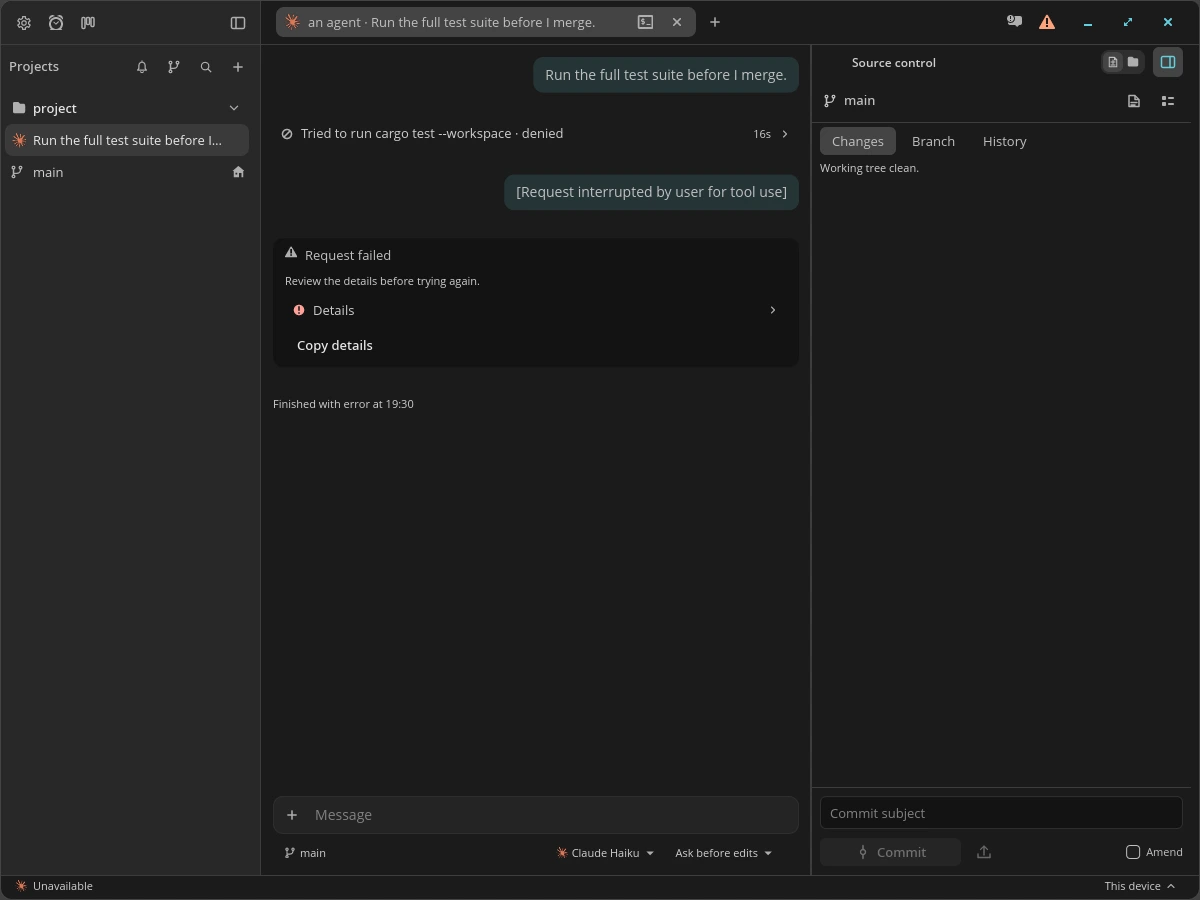 an agent · Run the full test suite before I merge.
Projects
project
Run the full test suite before I...
main
Run the full test suite before I merge.
Tried to run cargo test --workspace · denied
16s
[Request interrupted by user for tool use]
Request failed
Review the details before trying again.
Details
Copy details
Finished with error at 19:30
Message
main
Claude Haiku
Ask before edits
Source control
main
Changes
Branch
History
Working tree clean.
Commit subject
Commit
Amend
Unavailable
This device